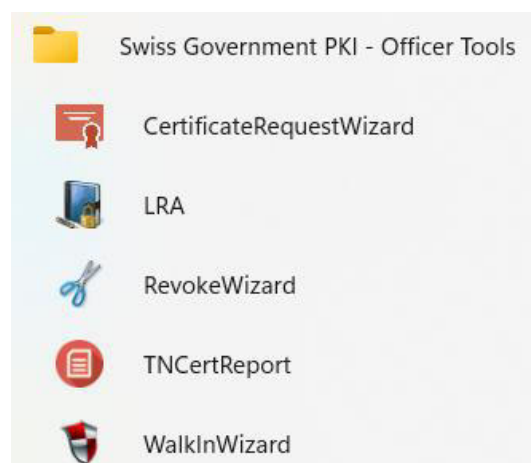 Swiss Government PKI - Officer Tools
CertificateRequestWizard
LRA
RevokeWizard
TNCertReport
WalkInWizard